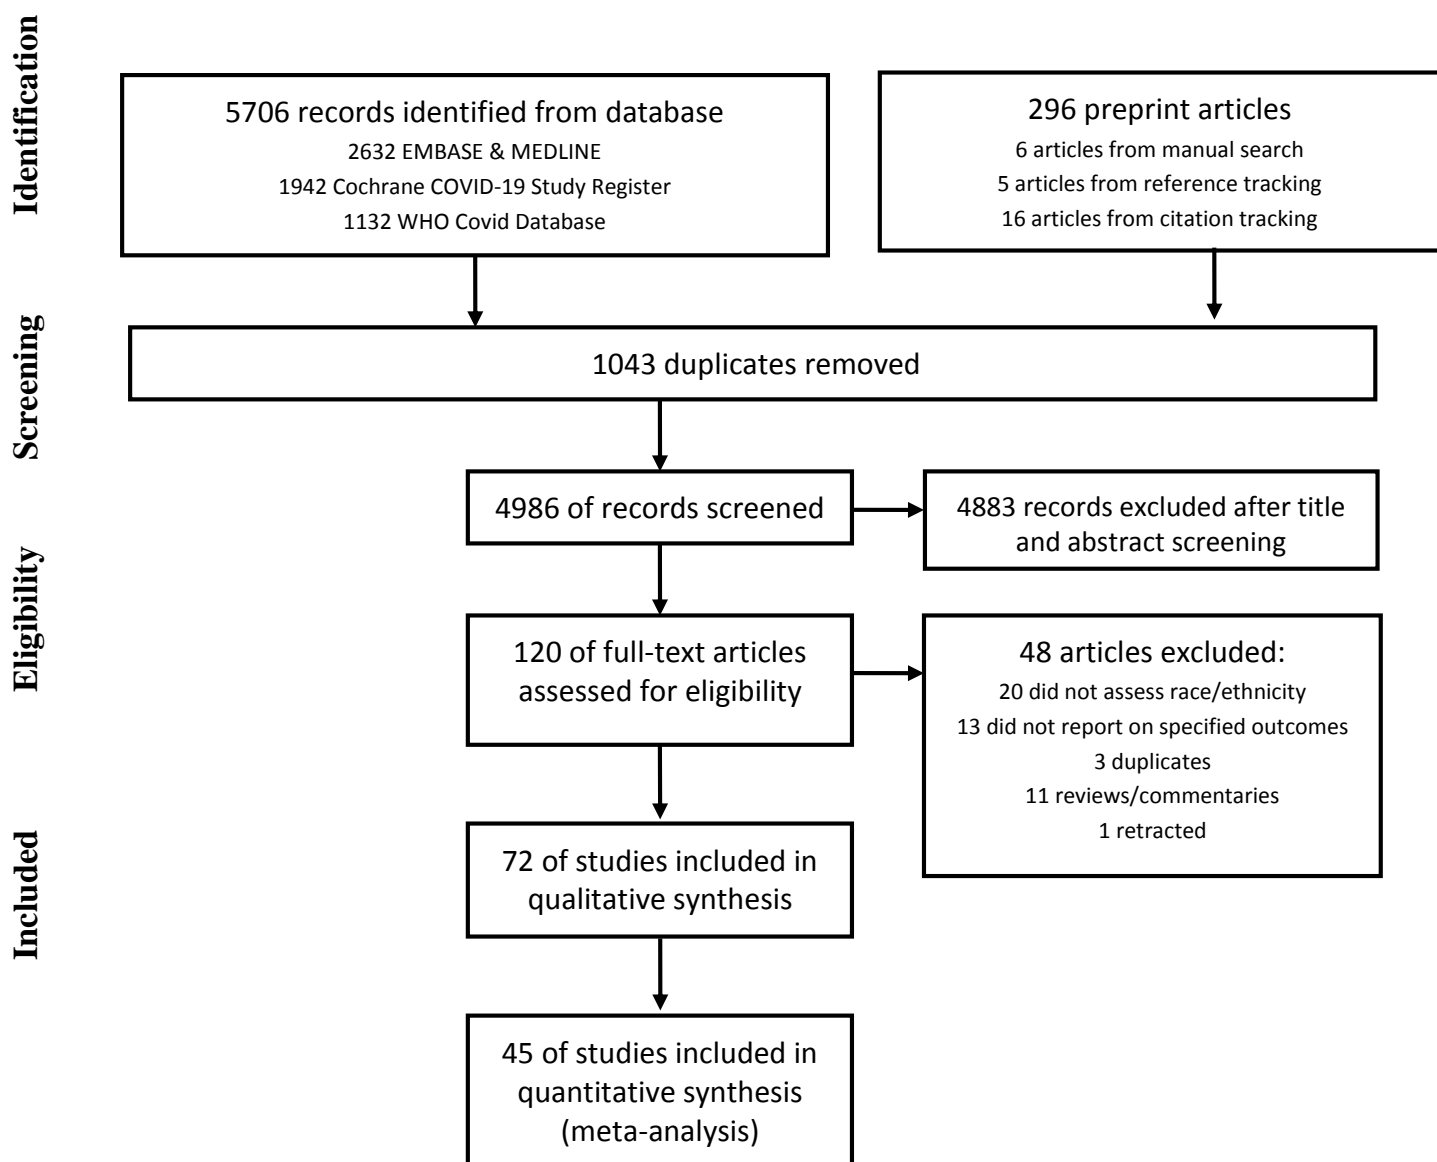 Identification
5706 records identified from database
2632 EMBASE & MEDLINE
1942 Cochrane COVID-19 Study Register
1132 WHO Covid Database
296 preprint articles
6 articles from manual search
5 articles from reference tracking
16 articles from citation tracking
Screening
1043 duplicates removed
4986 of records screened
4883 records excluded after title
and abstract screening
Eligibility
120 of full-text articles
assessed for eligibility
48 articles excluded:
20 did not assess race/ethnicity
13 did not report on specified outcomes
3 duplicates
11 reviews/commentaries
1 retracted
Included
72 of studies included in
qualitative synthesis
45 of studies included in
quantitative synthesis
(meta-analysis)